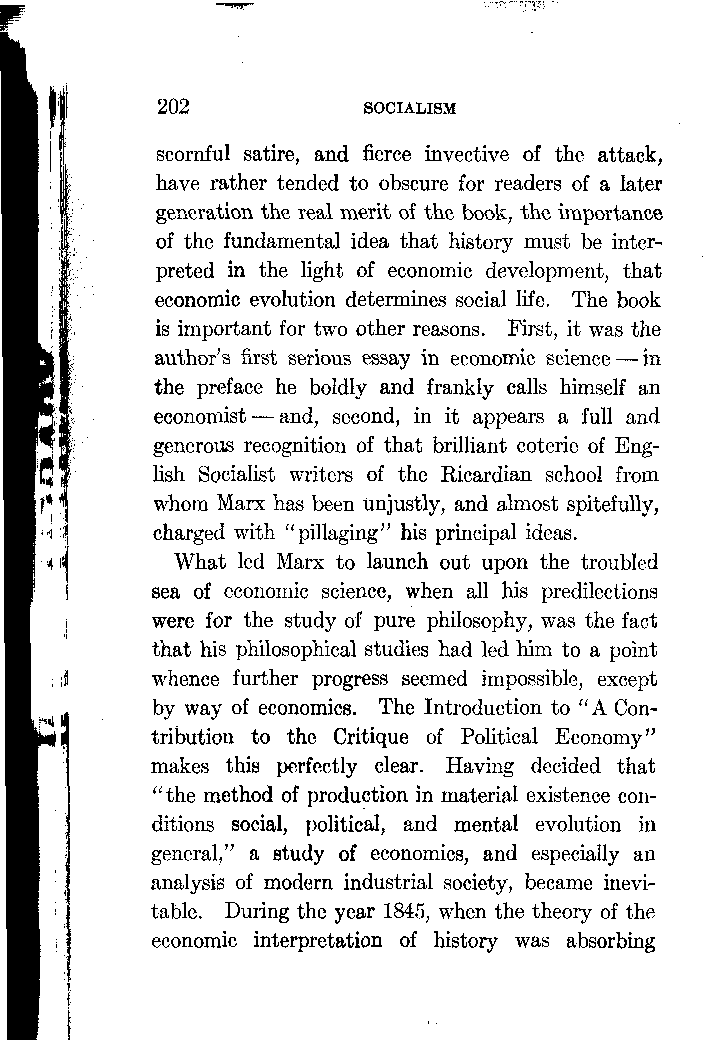 202 SOCIALISM
scornful satire, and fierce invective of the attack,
have rather tended to obscure for readers of a later
generation the real merit of the book, the importance
of the fundamental idea that history must be inter-
preted in the light of economic development, that
economic evolution determines social life. The book
is important for two other reasons. First, it was the
author's first serious essay in economic science — in
the preface he boldly and frankly calls himself an
economist — and, second, in it appears a full and
generous recognition of that brilliant coterie of Eng-
lish Socialist writers of the Ricardian school from
whom Marx has been unjustly, and almost spitefully,
charged with "pillaging" his principal ideas.
What led Marx to launch out upon the troubled
sea of economic science, when all his predilections
were for the study of pure philosophy, was the fact
that his philosophical studies had led him to a point
whence further progress seemed impossible, except
by way of economics. The Introduction to "A Con-
tribution to the Critique of Political Economy"
makes this perfectly clear. Having decided that
"the method of production in material existence con-
ditions social, political, and mental evolution in
general," a study of economics, and especially an
analysis of modern industrial society, became inevi-
table. During the year 1845, when the theory of the
economic interpretation of history was absorbing